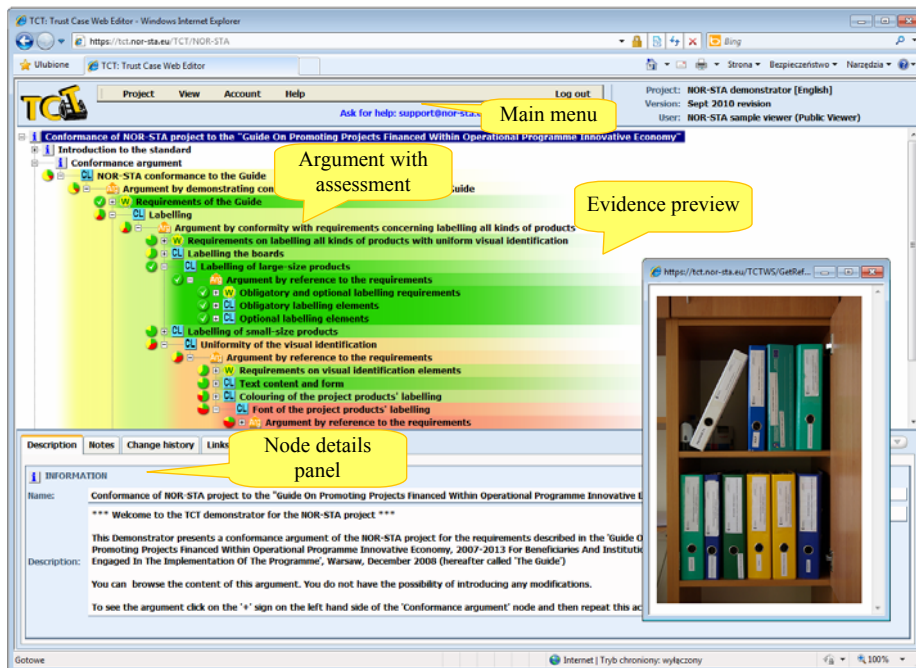 TCT: Trust Case Web Editor - Windows Internet Explorer
https://tct.nor-sta.eu/TCT/NOR-STA
Bing
Ulubione
TCT: Trust Case Web Editor
Strona
Bezpieczeństwo
Narzędzia
TCT
Project View Account Help Log out
Ask for help: support@nor-sta.
Project: NOR-STA demonstrator [English]
Version: Sept 2010 revision
User: NOR-STA sample viewer (Public Viewer)
Main menu
Conformance of NOR-STA project to the "Guide On Promoting Projects Financed Within Operational Programme Innovative Economy"
Introduction to the standard
Conformance argument
CL NOR-STA conformance to the Guide
Argument with
assessment
Argument by demonstrating con Guide
W Requirements of the Guide
Evidence preview
CL Labelling
Argument by conformity with requirements concerning labelling all kinds of products
W Requirements on labelling all kinds of products with uniform visual identification
CL Labelling the boards
CL Labelling of large-size products
Argument by reference to the requirements
W Obligatory and optional labelling requirements
CL Obligatory labelling elements
CL Optional labelling elements
CL Labelling of small-size products
CL Uniformity of the visual identification
Argument by reference to the requirements
W Requirements on visual identification elements
CL Text content and form
CL Colouring of the project products' labelling
CL Font of the project products' labelling
Argument by reference to the requirements
https://tct.nor-sta.eu/TCTWS/GetRef...
Description Notes Change history Links
Node details
panel
INFORMATION
Name: Conformance of NOR-STA project to the "Guide On Promoting Projects Financed Within Operational Programme Innovative E
Description:
*** Welcome to the TCT demonstrator for the NOR-STA project ***
This Demonstrator presents a conformance argument of the NOR-STA project for the requirements described in the 'Guide O
Promoting Projects Financed Within Operational Programme Innovative Economy, 2007-2013 For Beneficiaries And Institutio
Engaged In The Implementation Of The Programme', Warsaw, December 2008 (hereafter called 'The Guide')
You can browse the content of this argument. You do not have the possibility of introducing any modifications.
To see the argument click on the '+' sign on the left hand side of the 'Conformance argument' node and then repeat this ac
Gotowe
Internet | Tryb chroniony: wyłączony
100%